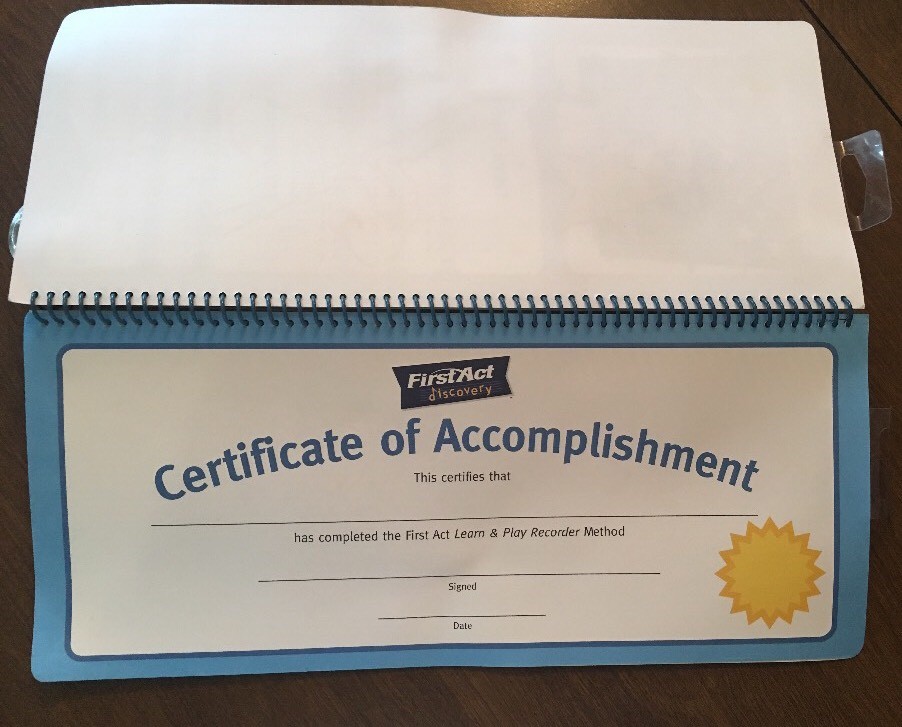 First Act
discovery
Certificate of Accomplishment
This certifies that
has completed the First Act Learn & Play Recorder Method
Signed
Date